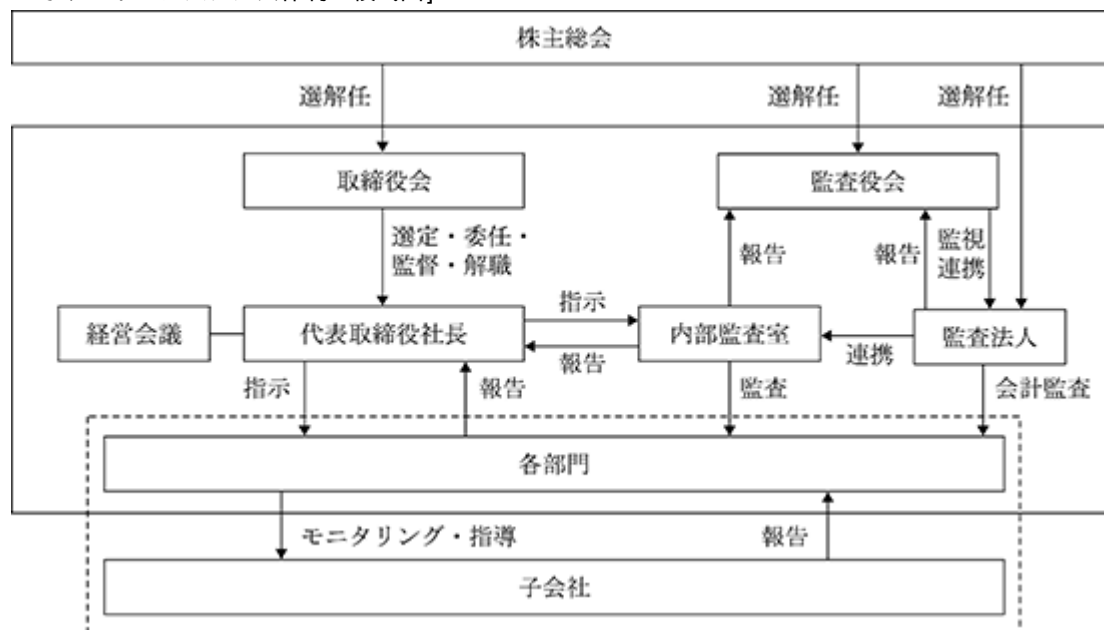 株主総会
選解任
選解任
選解任
取締役会
監査役会
選定・委任・
監督・解職
報告
報告
監視
連携
指示
経営会議
代表取締役社長
内部監査室
監査法人
報告
連携
指示
報告
監査
会計監査
各部門
モニタリング・指導
報告
子会社